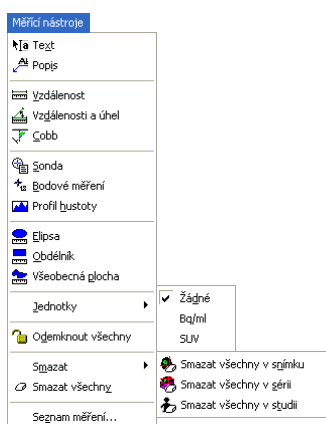 Měřící nástroje
Text
Popis
Vzdálenost
Vzdálenosti a úhel
Cobb
Sonda
Bodové měření
Profil hustoty
Elipsa
Obdélník
Všeobecná plocha
Jednotky
Žádné
Bq/ml
SUV
Odemknout všechny
Smazat
Smazat všechny v snímku
Smazat všechny
Smazat všechny v sérii
Smazat všechny v studii
Seznam měření...